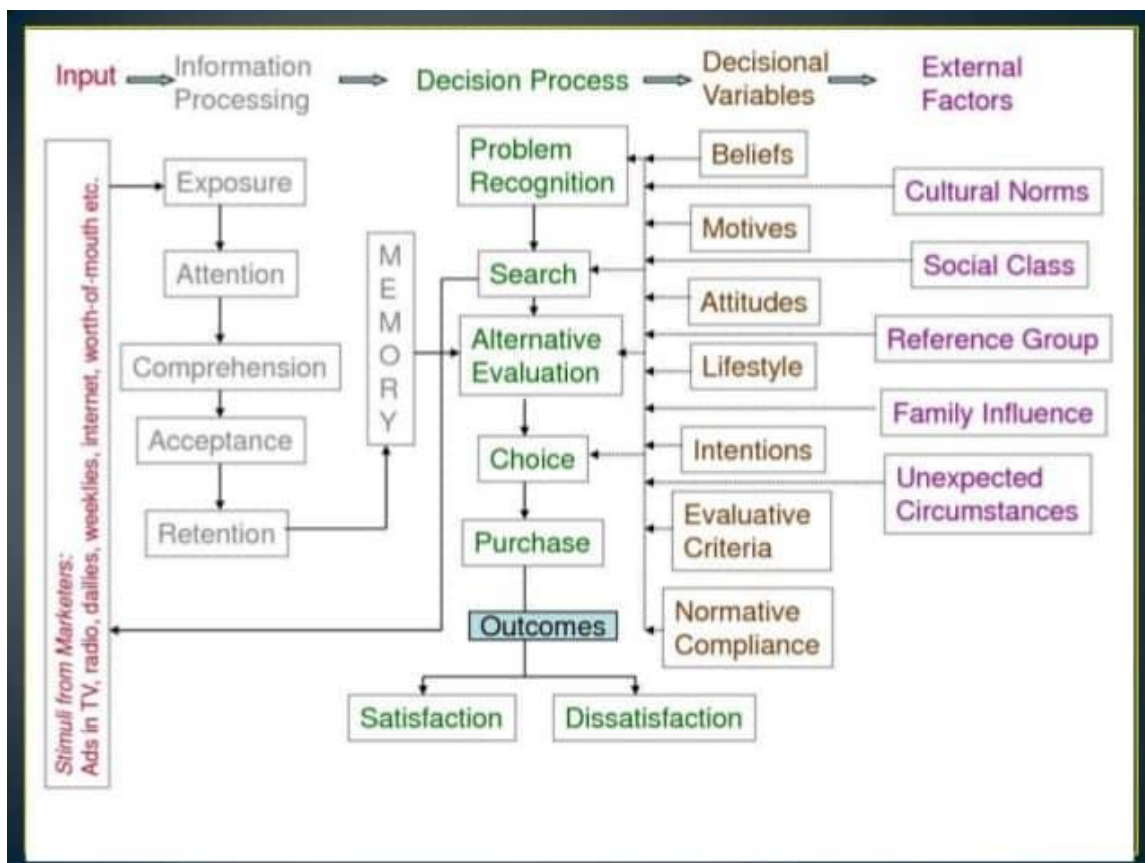 Input
Information
Processing
Decision Process
Decisional
Variables
External
Factors
Stimuli from Marketers:
Ads in TV, radio, dailies, weeklies, internet, worth-of-mouth etc.
Exposure
Attention
Comprehension
Acceptance
Retention
M
E
M
O
R
Y
Problem
Recognition
Search
Alternative
Evaluation
Choice
Purchase
Outcomes
Satisfaction
Dissatisfaction
Beliefs
Motives
Attitudes
Lifestyle
Intentions
Evaluative
Criteria
Normative
Compliance
Cultural Norms
Social Class
Reference Group
Family Influence
Unexpected
Circumstances